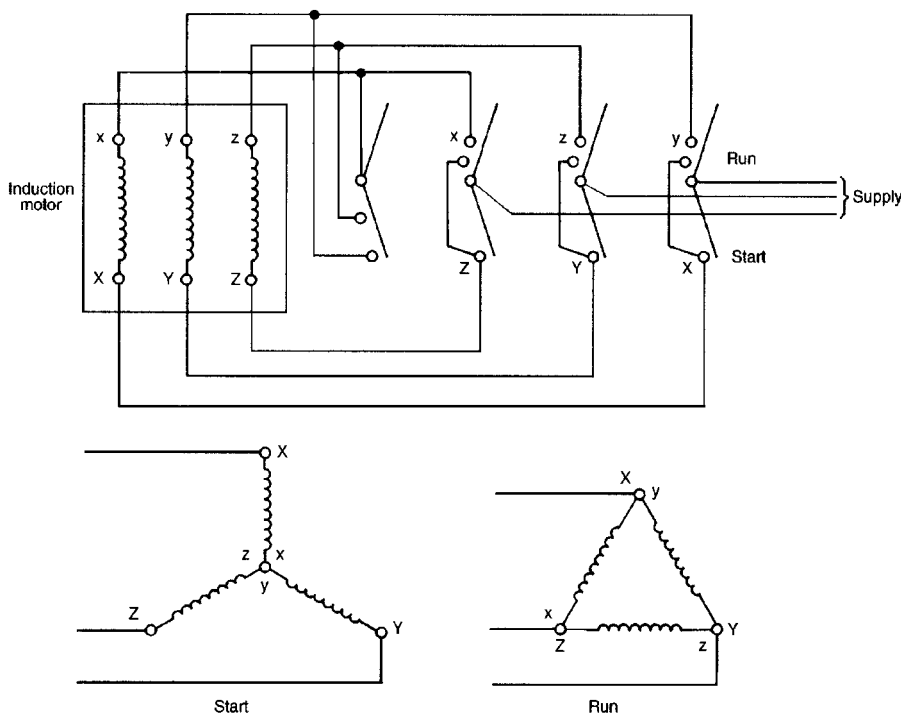 x y z x z y
Run
Induction
motor
Supply
X Y Z Z Y X
Start
X
X y
z x
y
Z
Y
x
Z
z
Y
Start
Run